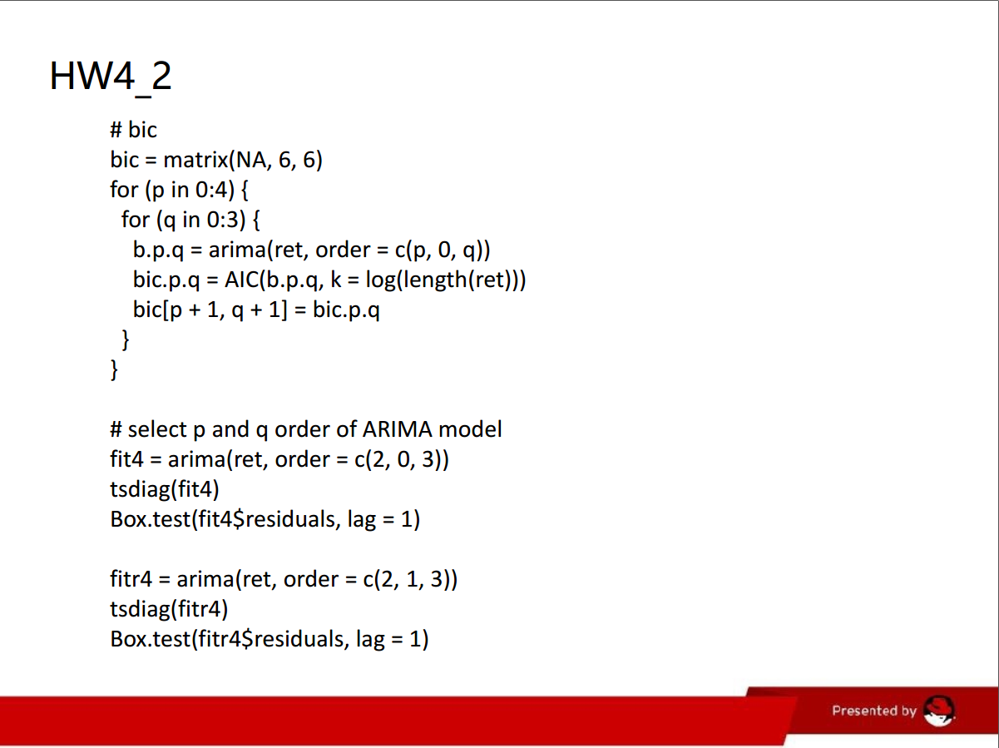 HW4_2
# bic
bic = matrix(NA, 6, 6)
for (p in 0:4) {
  for (q in 0:3) {
    b.p.q = arima(ret, order = c(p, 0, q))
    bic.p.q = AIC(b.p.q, k = log(length(ret)))
    bic[p + 1, q + 1] = bic.p.q
  }
}
# select p and q order of ARIMA model
fit4 = arima(ret, order = c(2, 0, 3))
tsdiag(fit4)
Box.test(fit4$residuals, lag = 1)
fitr4 = arima(ret, order = c(2, 1, 3))
tsdiag(fitr4)
Box.test(fitr4$residuals, lag = 1)
Presented by